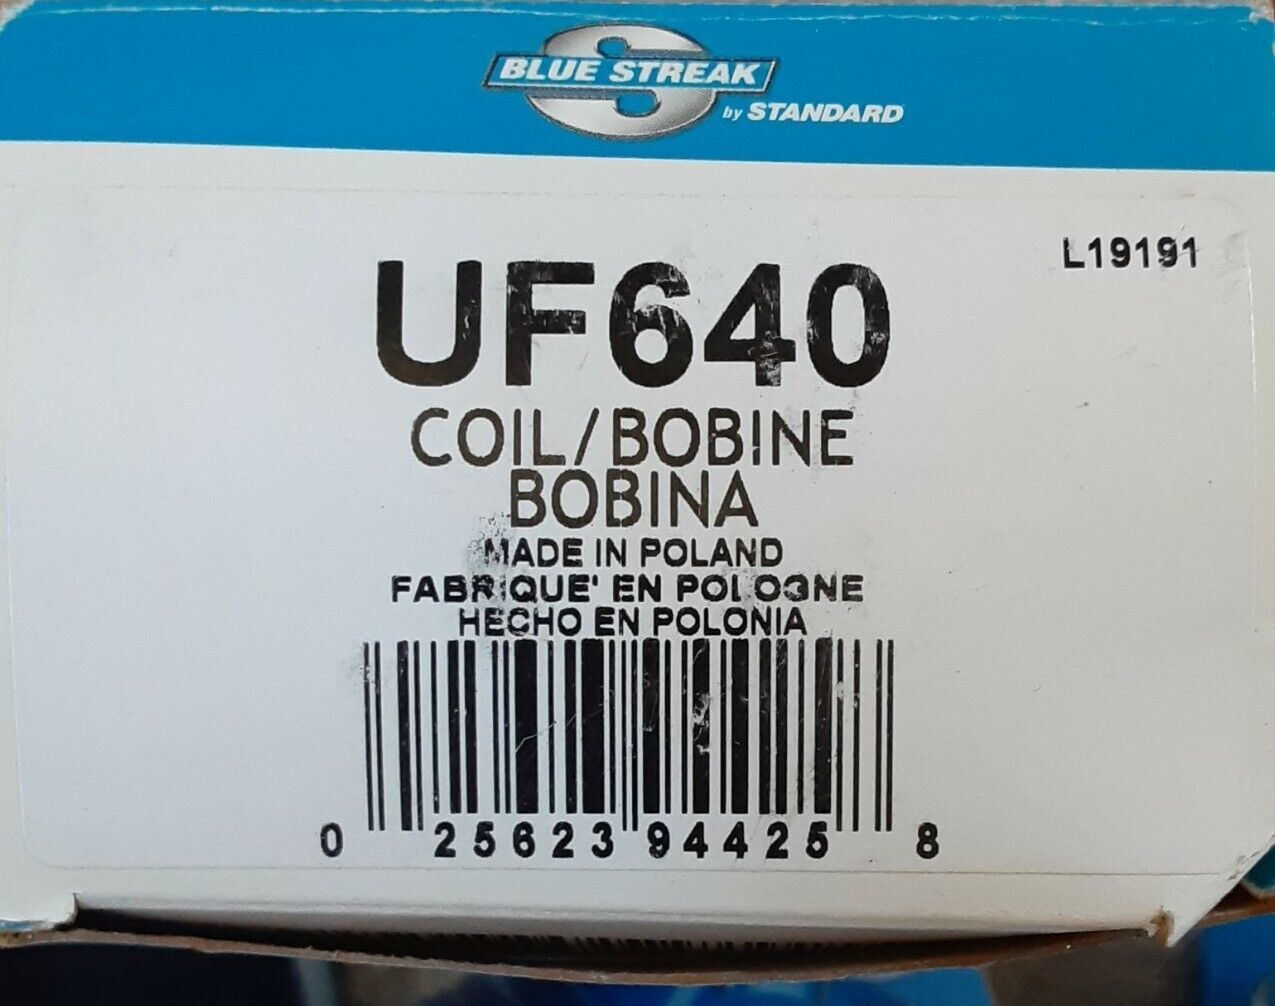 BLUE STREAK
by STANDARD
L19191
UF640
COIL/BOBINE
BOBINA
MADE IN POLAND
FABRIQUE' EN POLOGNE
HECHO EN POLONIA
0 25623 94425 8